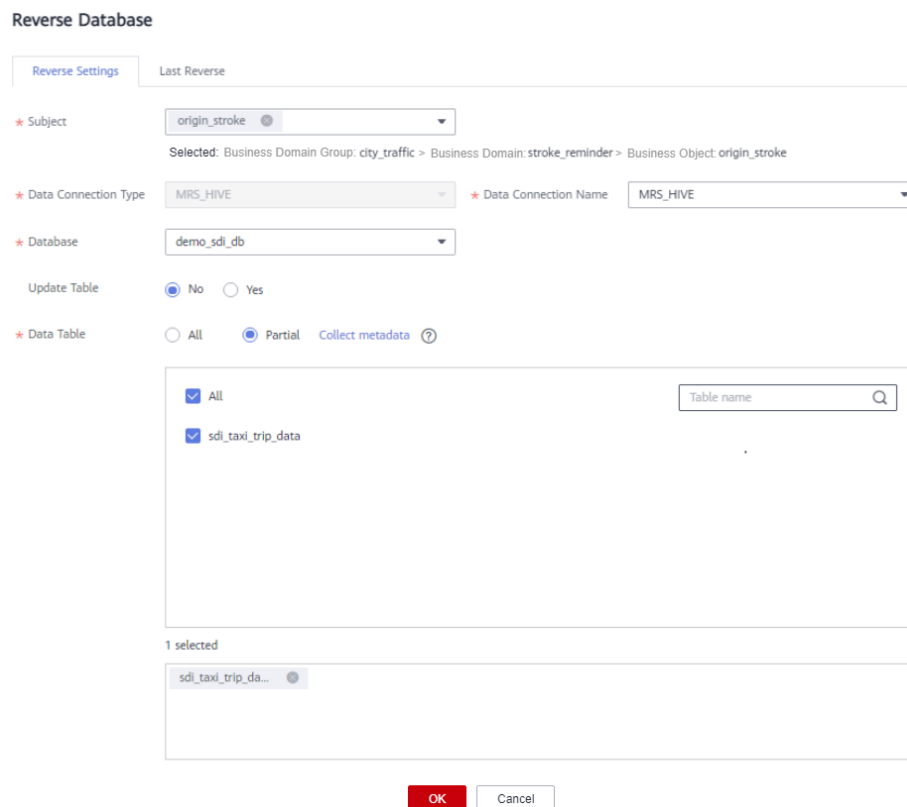 Reverse Database
Reverse Settings Last Reverse
* Subject origin_stroke
Selected: Business Domain Group: city_traffic > Business Domain: stroke_reminder > Business Object: origin_stroke
* Data Connection Type MRS_HIVE * Data Connection Name MRS_HIVE
* Database demo_sdi_db
Update Table No Yes
* Data Table All Partial Collect metadata ?
All Table name
sdi_taxi_trip_data
1 selected
sdi_taxi_trip_da...
OK Cancel